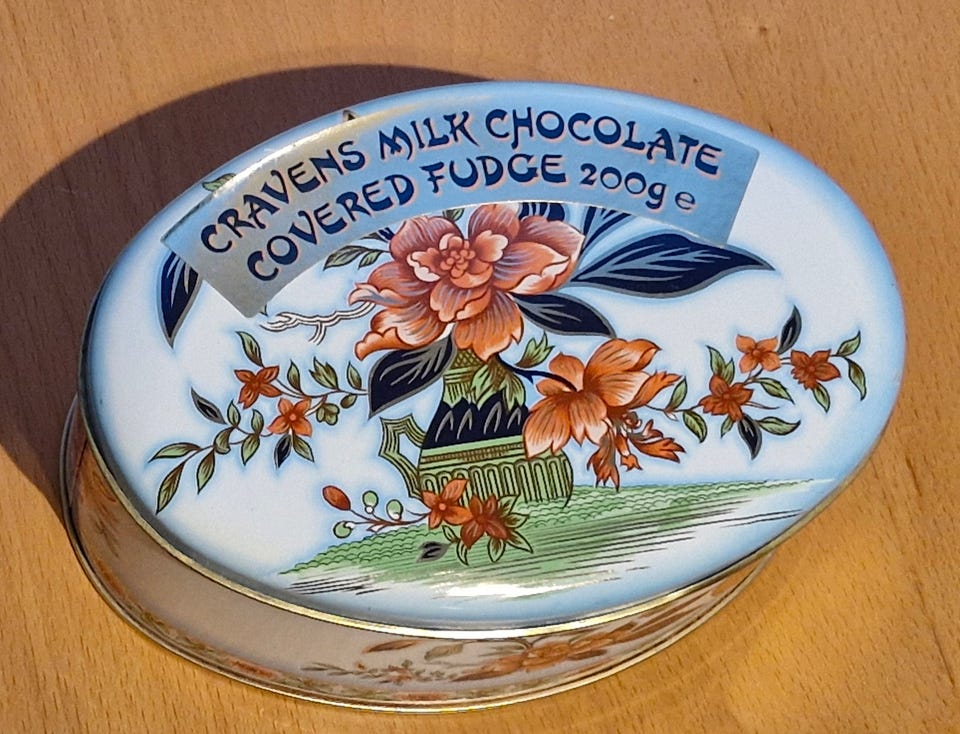 CRAVENS MILK CHOCOLATE
COVERED FUDGE 200g e